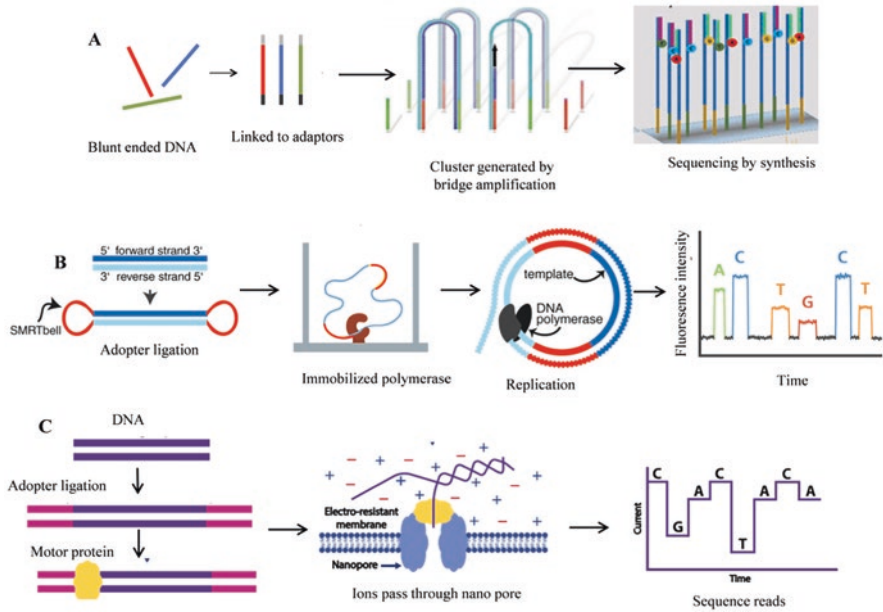 A
Blunt ended DNA
Linked to adaptors
Cluster generated by
bridge amplification
Sequencing by synthesis
B
5' forward strand 3'
3' reverse strand 5'
SMRTbell
Adopter ligation
Immobilized polymerase
template
DNA
polymerase
Replication
Fluoresence intensity
A
C
T
G
C
T
Time
C
DNA
Adopter ligation
Motor protein
Electro-resistant
membrane
Nanopore
Ions pass through nano pore
Current
C
G
A
C
T
A
C
A
Time
Sequence reads